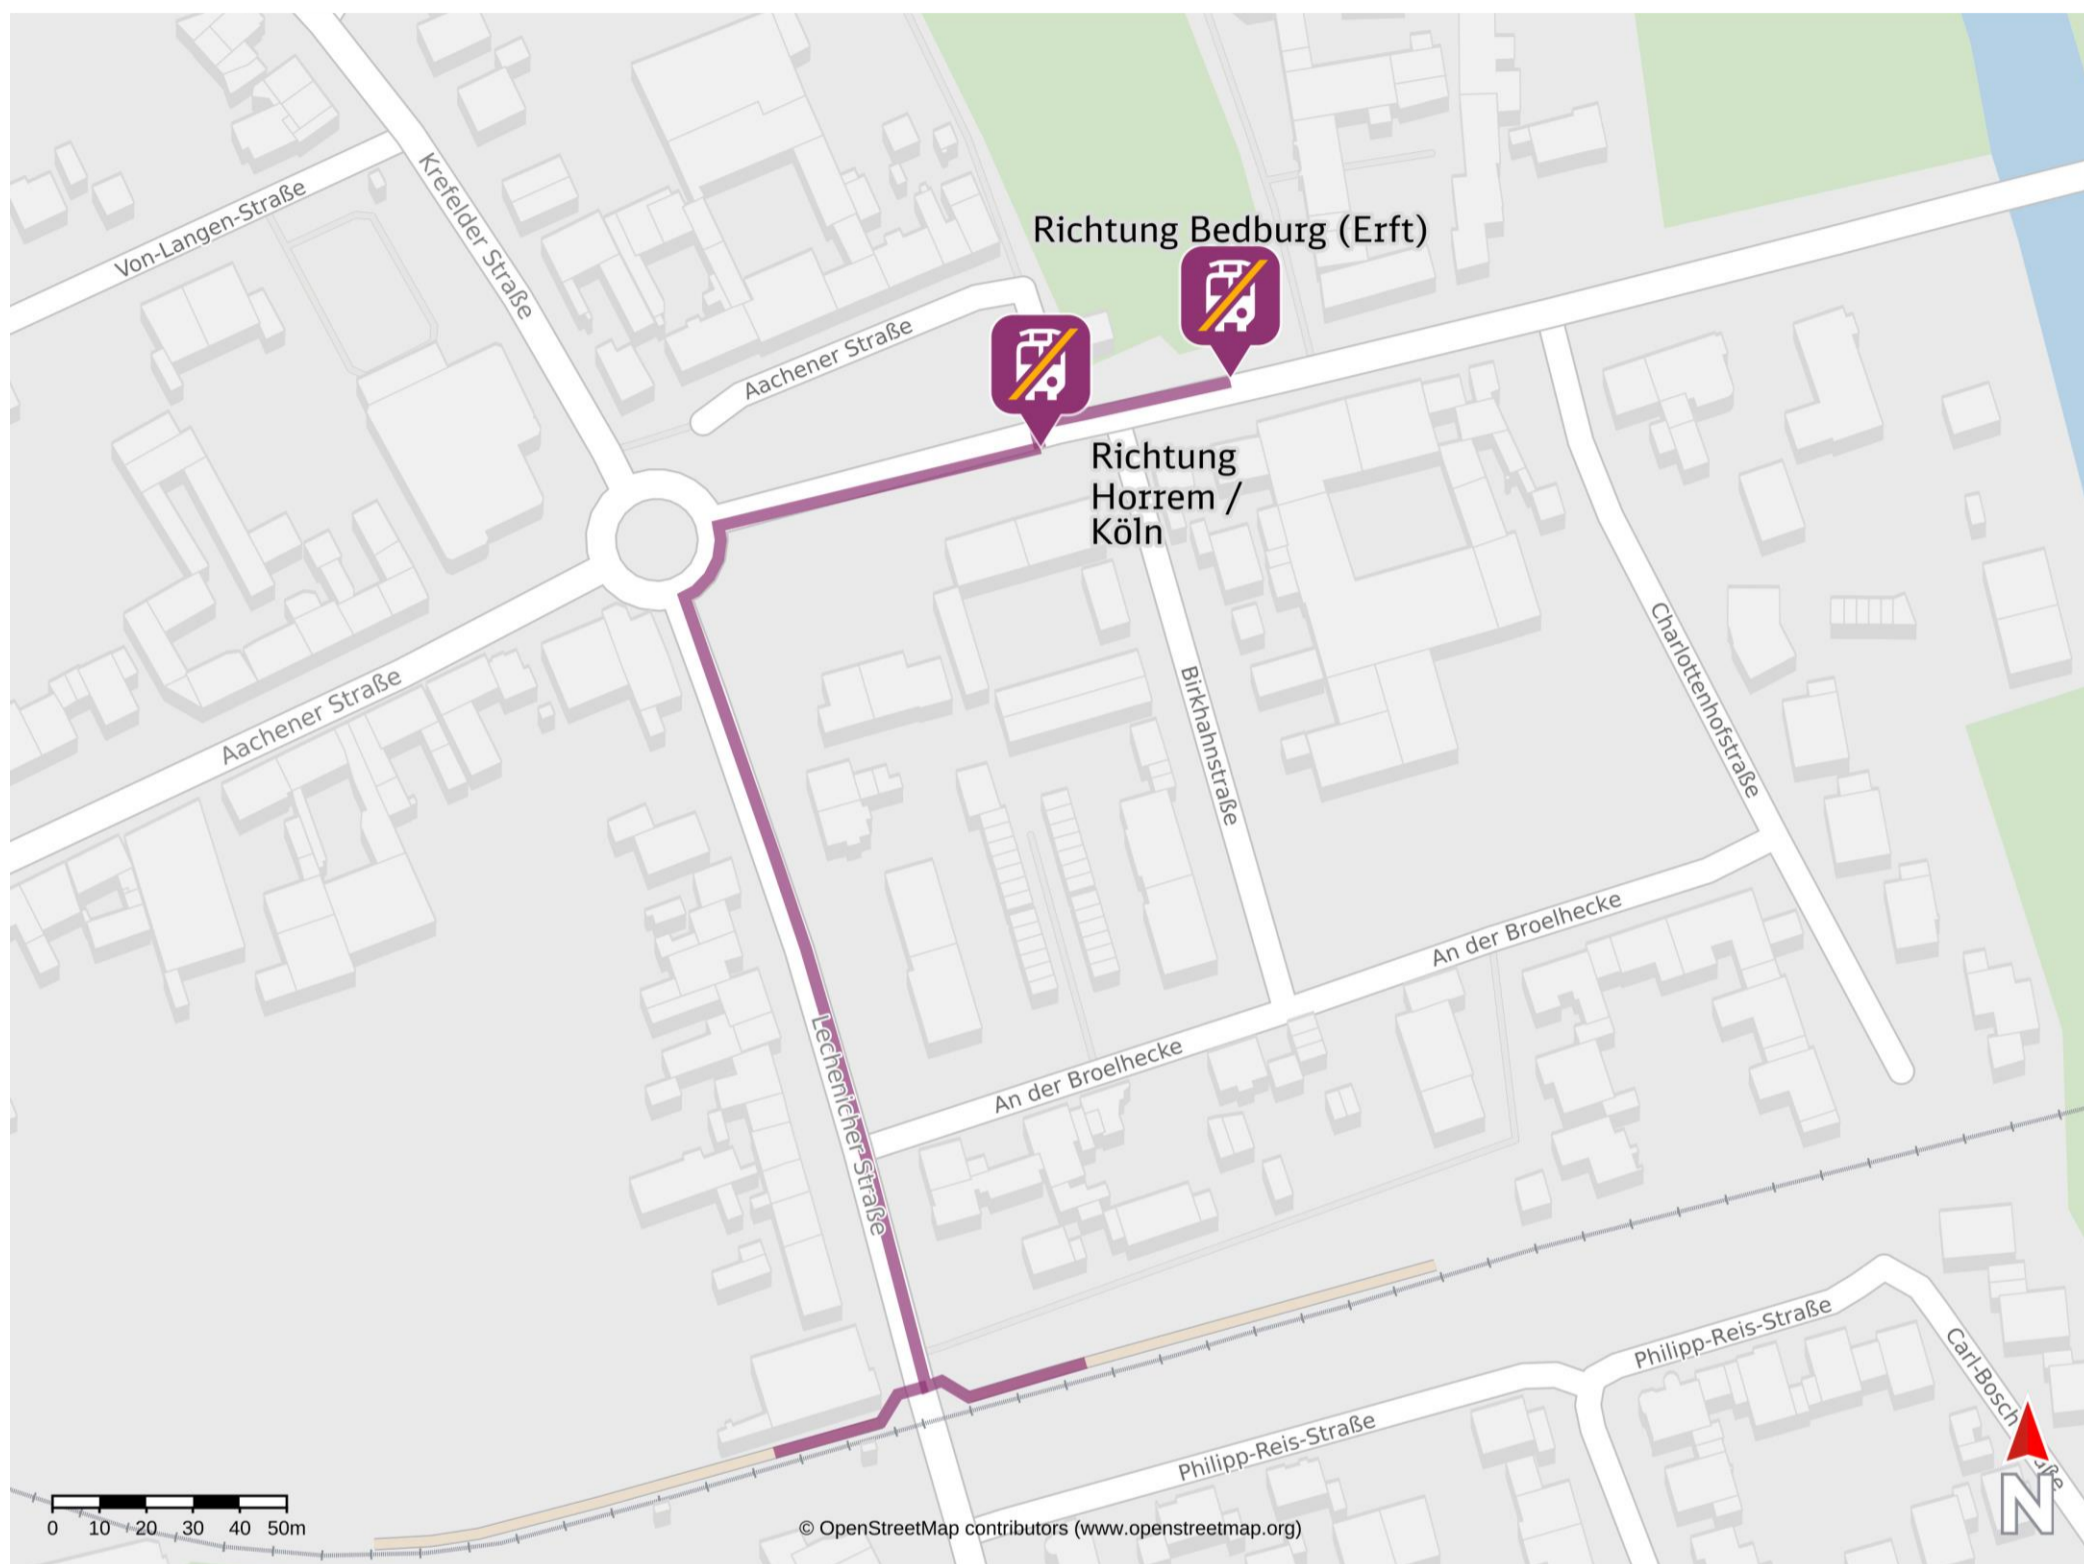 Von-Langen-Straße
Krefelder Straße
Richtung Bedburg (Erft)
Aachener Straße
Richtung
Horrem /
Köln
Aachener Straße
Birkhahnstraße
Charlottenhofstraße
An der Broelhecke
An der Broelhecke
Lechenicher Straße
Philipp-Reis-Straße
Philipp-Reis-Straße
Carl-Bosch
aße
N
0 10 20 30 40 50m
© OpenStreetMap contributors (www.openstreetmap.org)